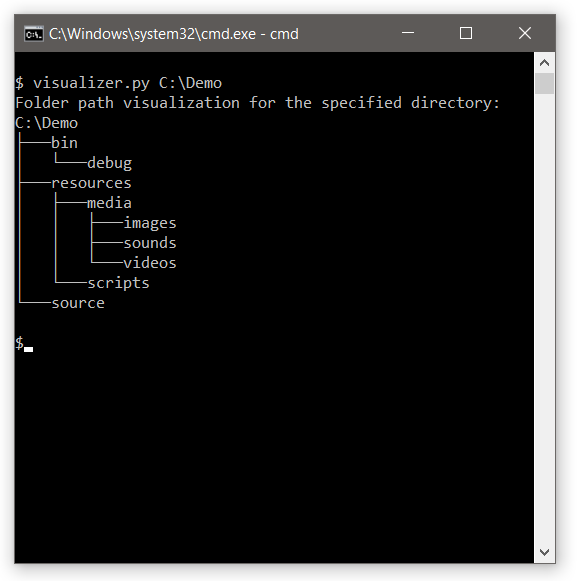 C:\Windows\system32\cmd.exe - cmd
$ visualizer.py C:\Demo
Folder path visualization for the specified directory:
C:\Demo
├───bin
│   └───debug
├───resources
│   ├───media
│   │   ├───images
│   │   ├───sounds
│   │   └───videos
│   └───scripts
└───source
$